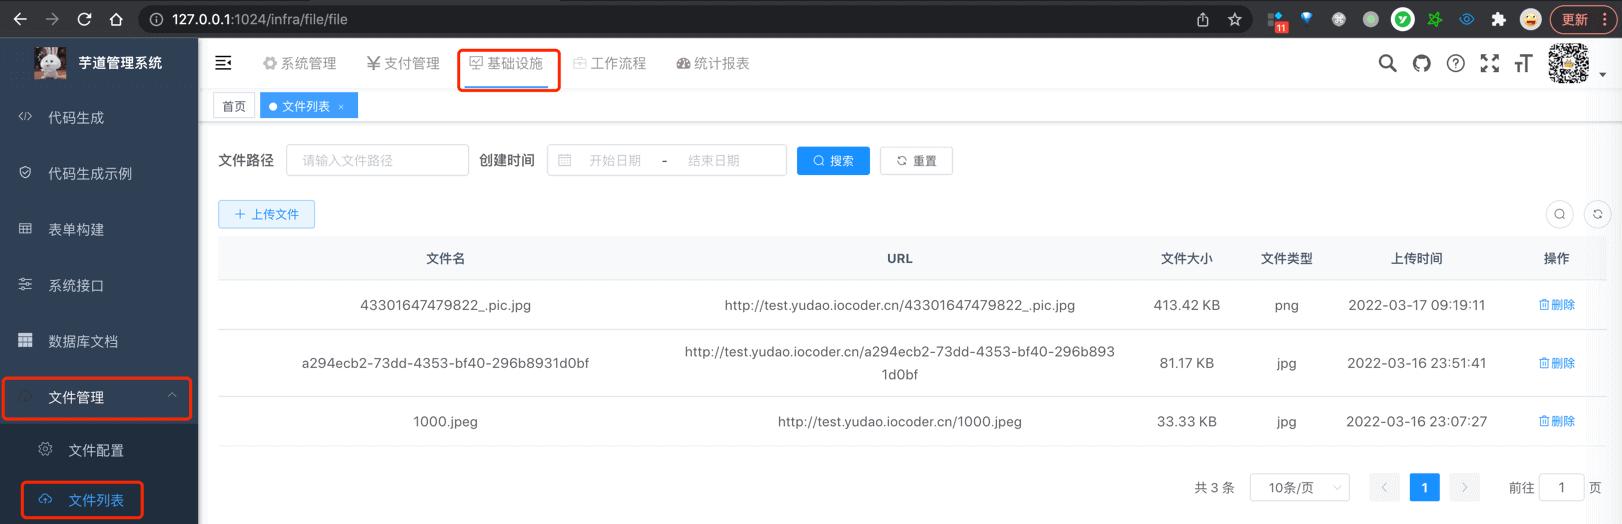 127.0.0.1:1024/infra/file/file
11
更新
芋道管理系统
系统管理
支付管理
基础设施
工作流程
统计报表
首页
文件列表 ×
代码生成
代码生成示例
表单构建
系统接口
数据库文档
文件管理
文件配置
文件列表
文件路径 请输入文件路径 创建时间 开始日期 - 结束日期 搜索 重置
上传文件
文件名 URL 文件大小 文件类型 上传时间 操作
43301647479822_.pic.jpg http://test.yudao.iocoder.cn/43301647479822_.pic.jpg 413.42 KB png 2022-03-17 09:19:11 删除
a294ecb2-73dd-4353-bf40-296b8931d0bf http://test.yudao.iocoder.cn/a294ecb2-73dd-4353-bf40-296b893
1d0bf 81.17 KB jpg 2022-03-16 23:51:41 删除
1000.jpeg http://test.yudao.iocoder.cn/1000.jpeg 33.33 KB jpg 2022-03-16 23:07:27 删除
共 3 条 10条/页 1 前往 1 页